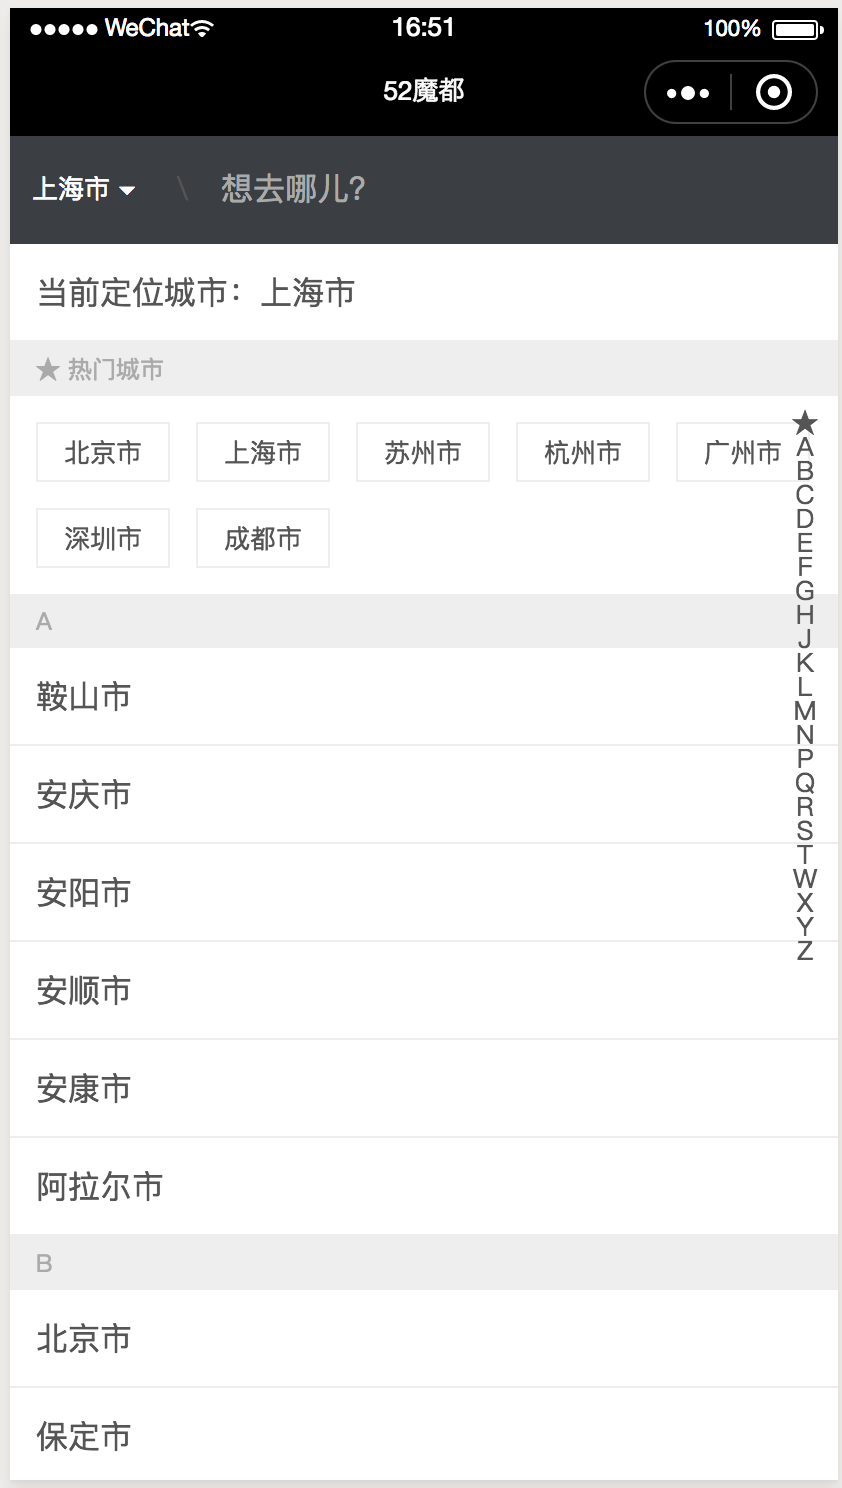 ●●●●● WeChat 16:51 100%
52魔都
上海市 \ 想去哪儿?
当前定位城市：上海市
★ 热门城市
北京市 上海市 苏州市 杭州市 广州市
深圳市 成都市
★
A
B
C
D
E
F
G
H
J
K
L
M
N
P
Q
R
S
T
W
X
Y
Z
A
鞍山市
安庆市
安阳市
安顺市
安康市
阿拉尔市
B
北京市
保定市